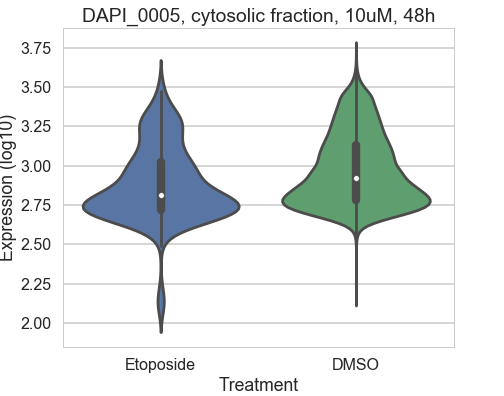 DAPI_0005, cytosolic fraction, 10uM, 48h
3.75
3.50
3.25
3.00
2.75
2.50
2.25
2.00
Expression (log10)
Etoposide DMSO
Treatment